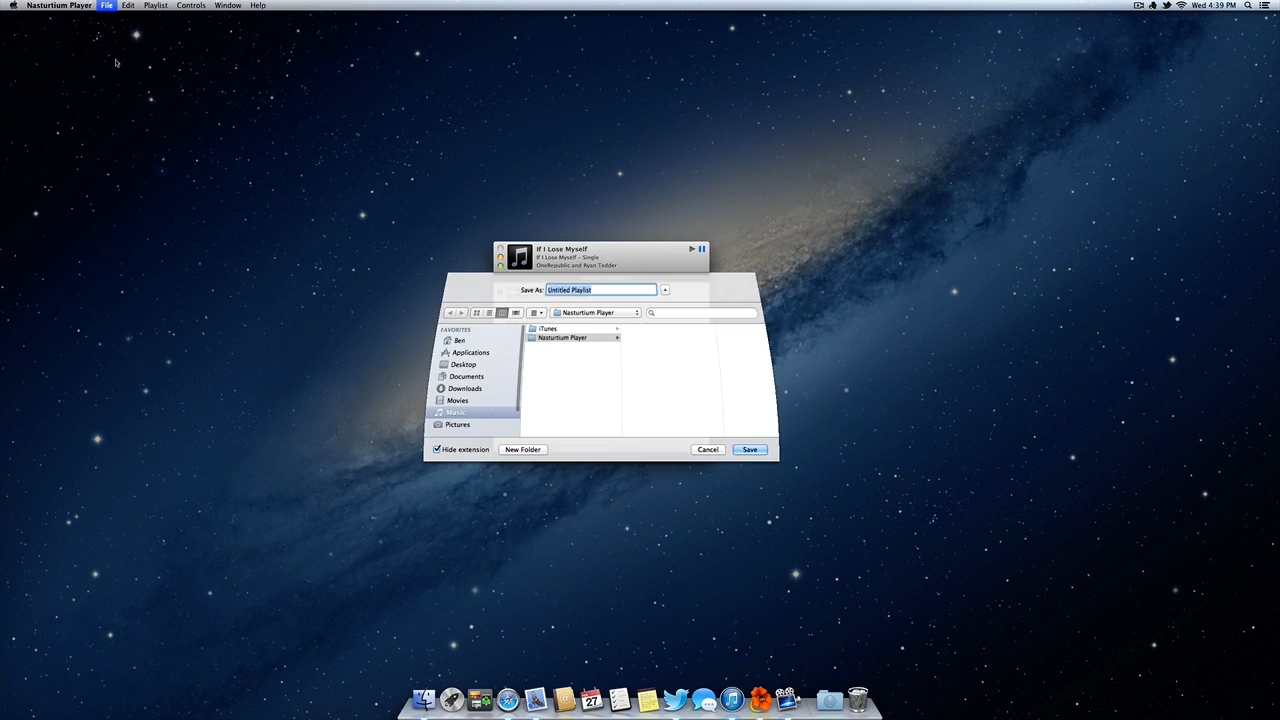 Nasturtium Player File Edit Playlist Controls Window Help Wed 4:39 PM
If I Lose Myself
If I Lose Myself – Single
OneRepublic and Ryan Tedder
Save As: Untitled Playlist
Nasturtium Player
FAVORITES
Ben
Applications
Desktop
Documents
Downloads
Movies
Music
Pictures
iTunes
Nasturtium Player
Hide extension New Folder Cancel Save
27